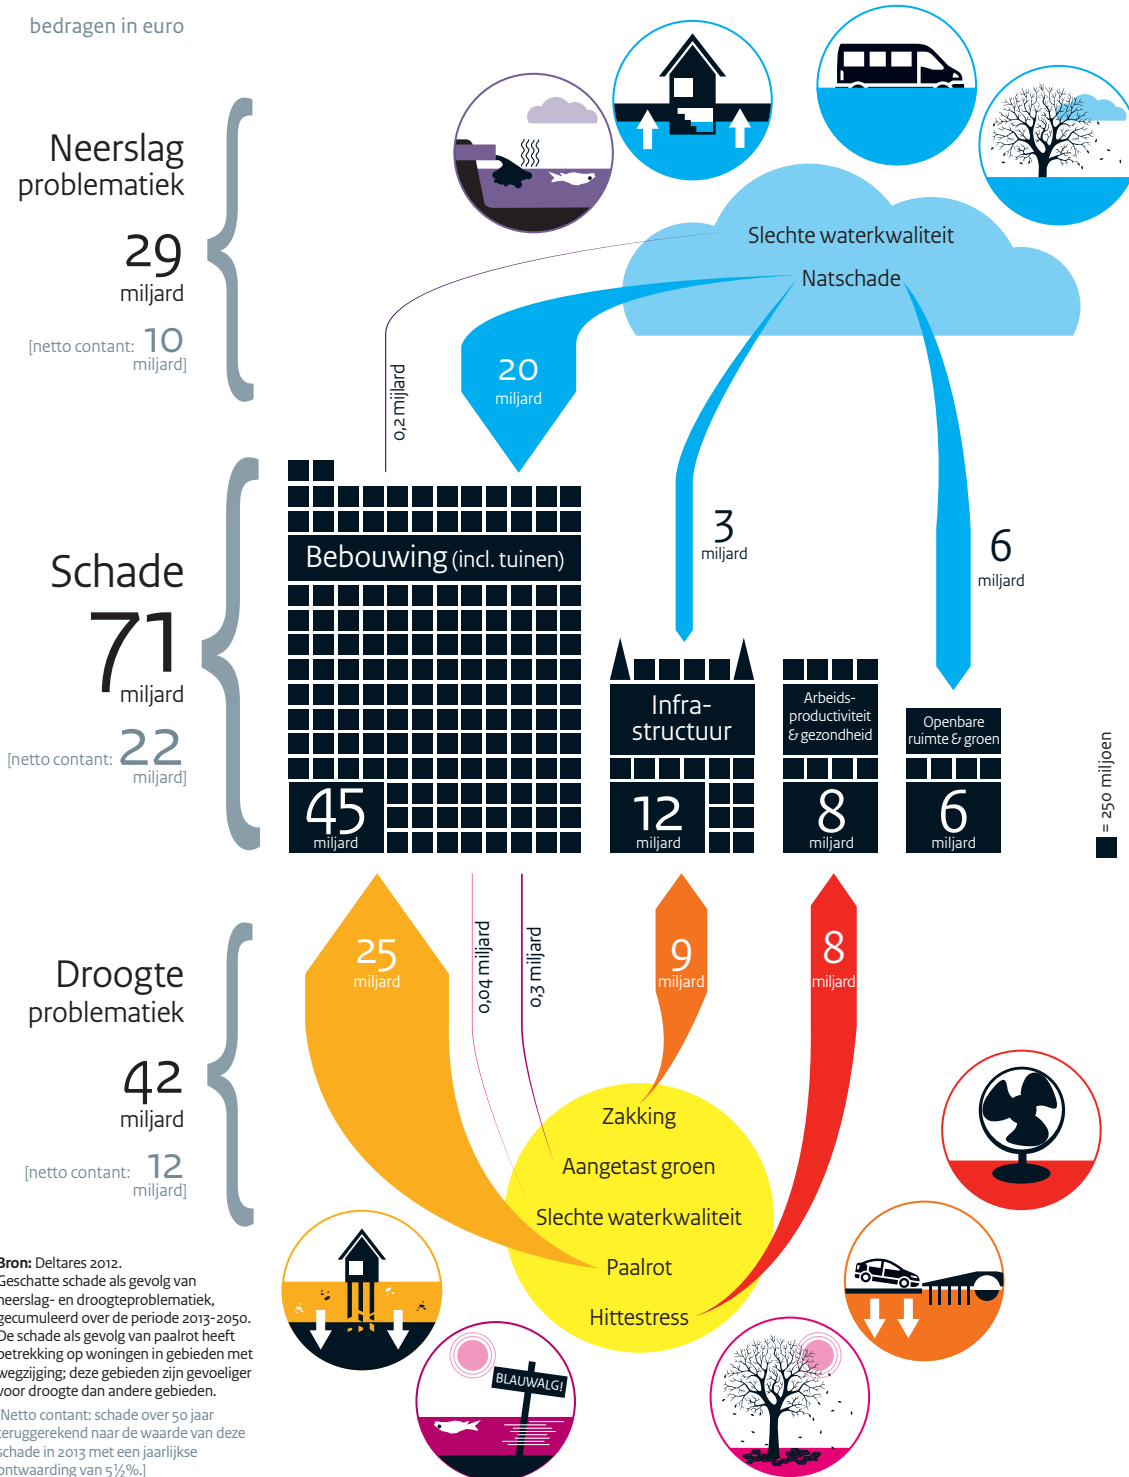 bedragen in euro
Neerslag
problematiek
29
miljard
[netto contant: 10
miljard]
Slechte waterkwaliteit
Natschade
0,2 mijlard
20
miljard
3
miljard
6
miljard
Schade
71
miljard
[netto contant: 22
miljard]
Bebouwing (incl. tuinen)
45
miljard
Infra-
structuur
12
miljard
Arbeids-
productiviteit
& gezondheid
8
miljard
Openbare
ruimte & groen
6
miljard
= 250 miljoen
Droogte
problematiek
42
miljard
[netto contant: 12
miljard]
25
miljard
0,04 miljard
0,3 miljard
9
miljard
8
miljard
Zakking
Aangetast groen
Slechte waterkwaliteit
Paalrot
Hittestress
BLAUWALG!
Bron: Deltares 2012.
Geschatte schade als gevolg van
neerslag- en droogteproblematiek,
gecumuleerd over de periode 2013-2050.
De schade als gevolg van paalrot heeft
betrekking op woningen in gebieden met
wegzijging; deze gebieden zijn gevoeliger
voor droogte dan andere gebieden.
[Netto contant: schade over 50 jaar
teruggerekend naar de waarde van deze
schade in 2013 met een jaarlijkse
ontwaarding van 5½%.]